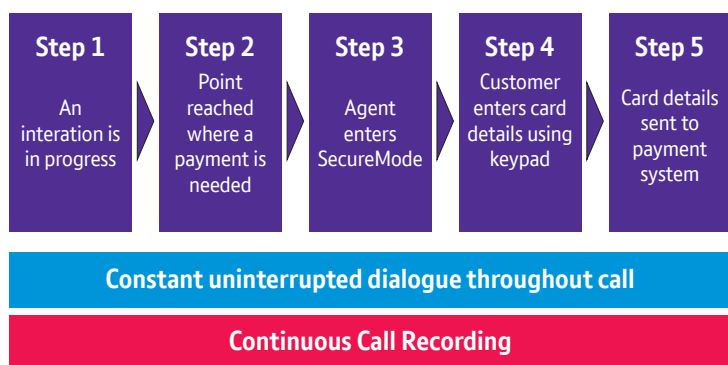 Step 1
An
interation is
in progress
Step 2
Point
reached
where a
payment is
needed
Step 3
Agent
enters
SecureMode
Step 4
Customer
enters card
details using
keypad
Step 5
Card details
sent to
payment
system
Constant uninterrupted dialogue throughout call
Continuous Call Recording